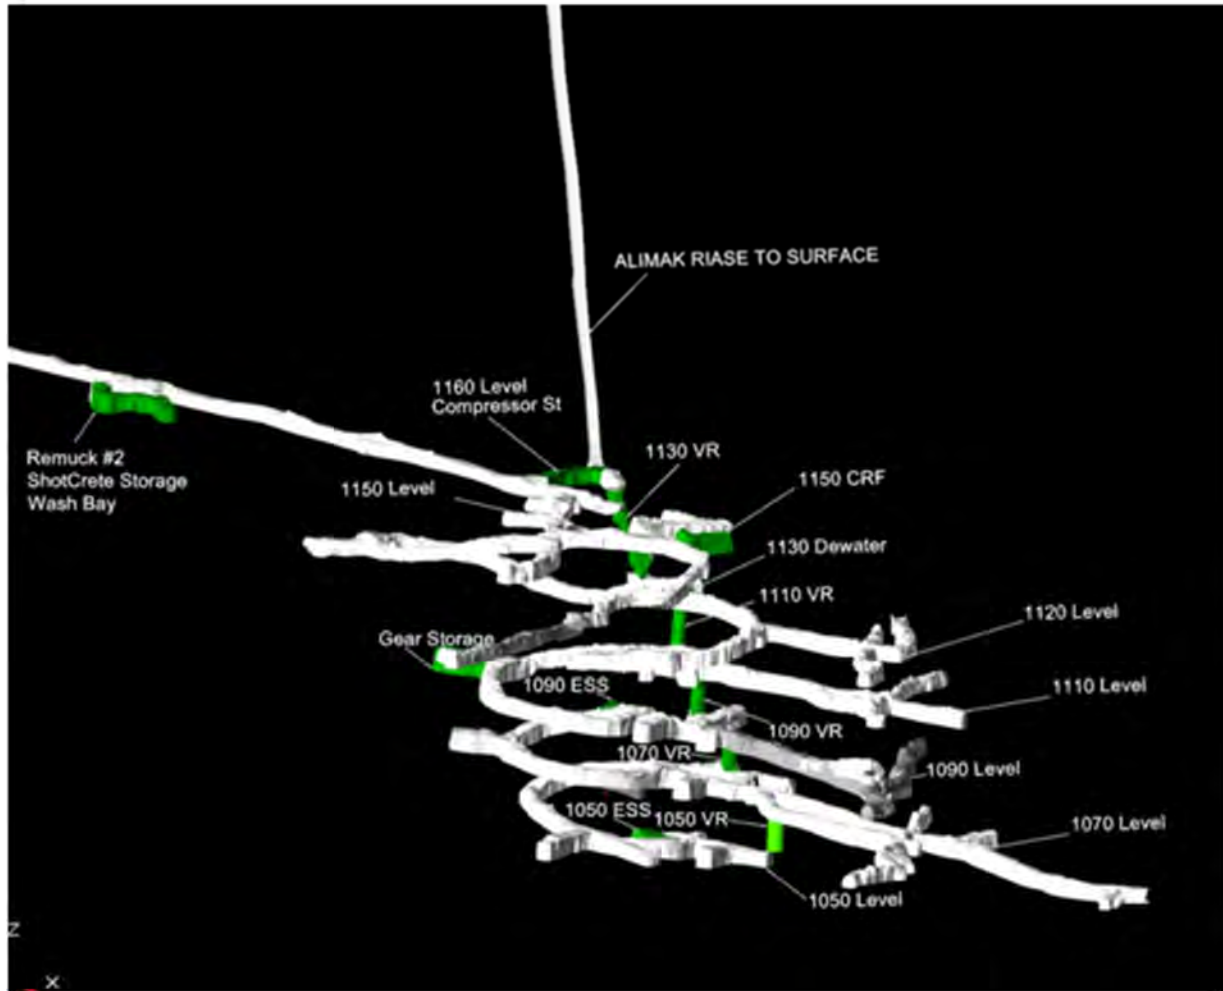 ALIMAK RIASE TO SURFACE
1160 Level
Compressor St
1130 VR
Remuck #2
ShotCrete Storage
Wash Bay
1150 Level
1150 CRF
1130 Dewater
1110 VR
1120 Level
Gear Storage
1090 ESS
1110 Level
1090 VR
1070 VR
1090 Level
1050 ESS
1050 VR
1070 Level
1050 Level
Z
X